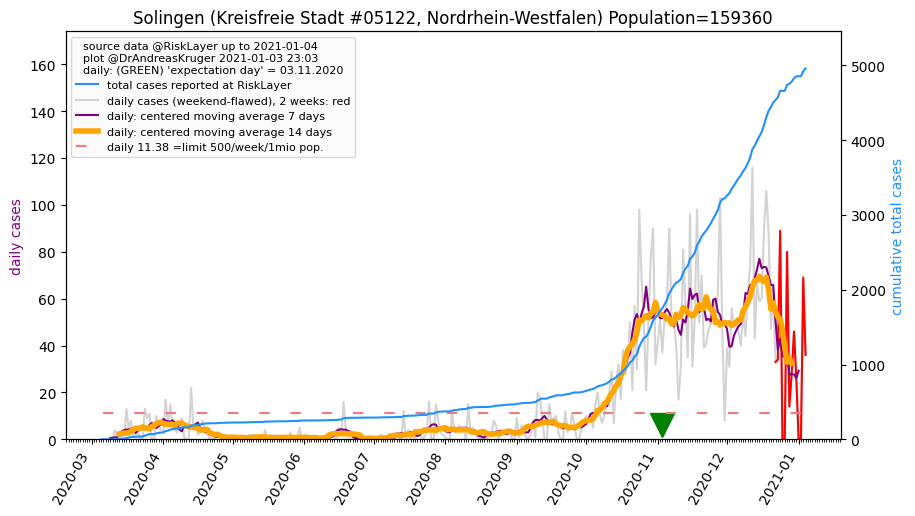 Solingen (Kreisfreie Stadt #05122, Nordrhein-Westfalen) Population=159360
source data @RiskLayer up to 2021-01-04
plot @DrAndreasKruger 2021-01-03 23:03
daily: (GREEN) 'expectation day' = 03.11.2020
total cases reported at RiskLayer
daily cases (weekend-flawed), 2 weeks: red
daily: centered moving average 7 days
daily: centered moving average 14 days
daily 11.38 =limit 500/week/1mio pop.
daily cases
160
140
120
100
80
60
40
20
0
cumulative total cases
5000
4000
3000
2000
1000
0
2020-03
2020-04
2020-05
2020-06
2020-07
2020-08
2020-09
2020-10
2020-11
2020-12
2021-01